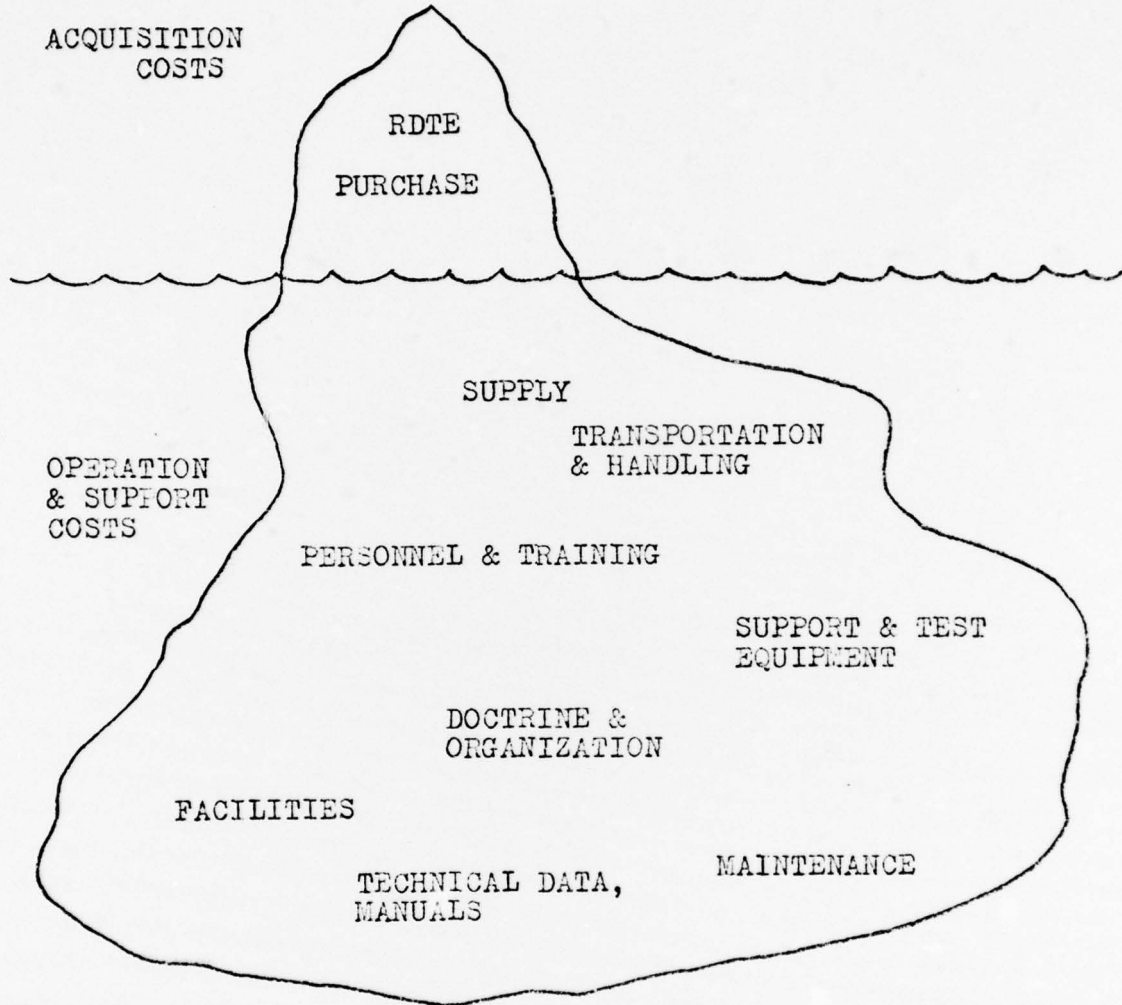 ACQUISITION
COSTS
RDTE
PURCHASE
SUPPLY
TRANSPORTATION
& HANDLING
OPERATION
& SUPPORT
COSTS
PERSONNEL & TRAINING
SUPPORT & TEST
EQUIPMENT
DOCTRINE &
ORGANIZATION
FACILITIES
MAINTENANCE
TECHNICAL DATA,
MANUALS